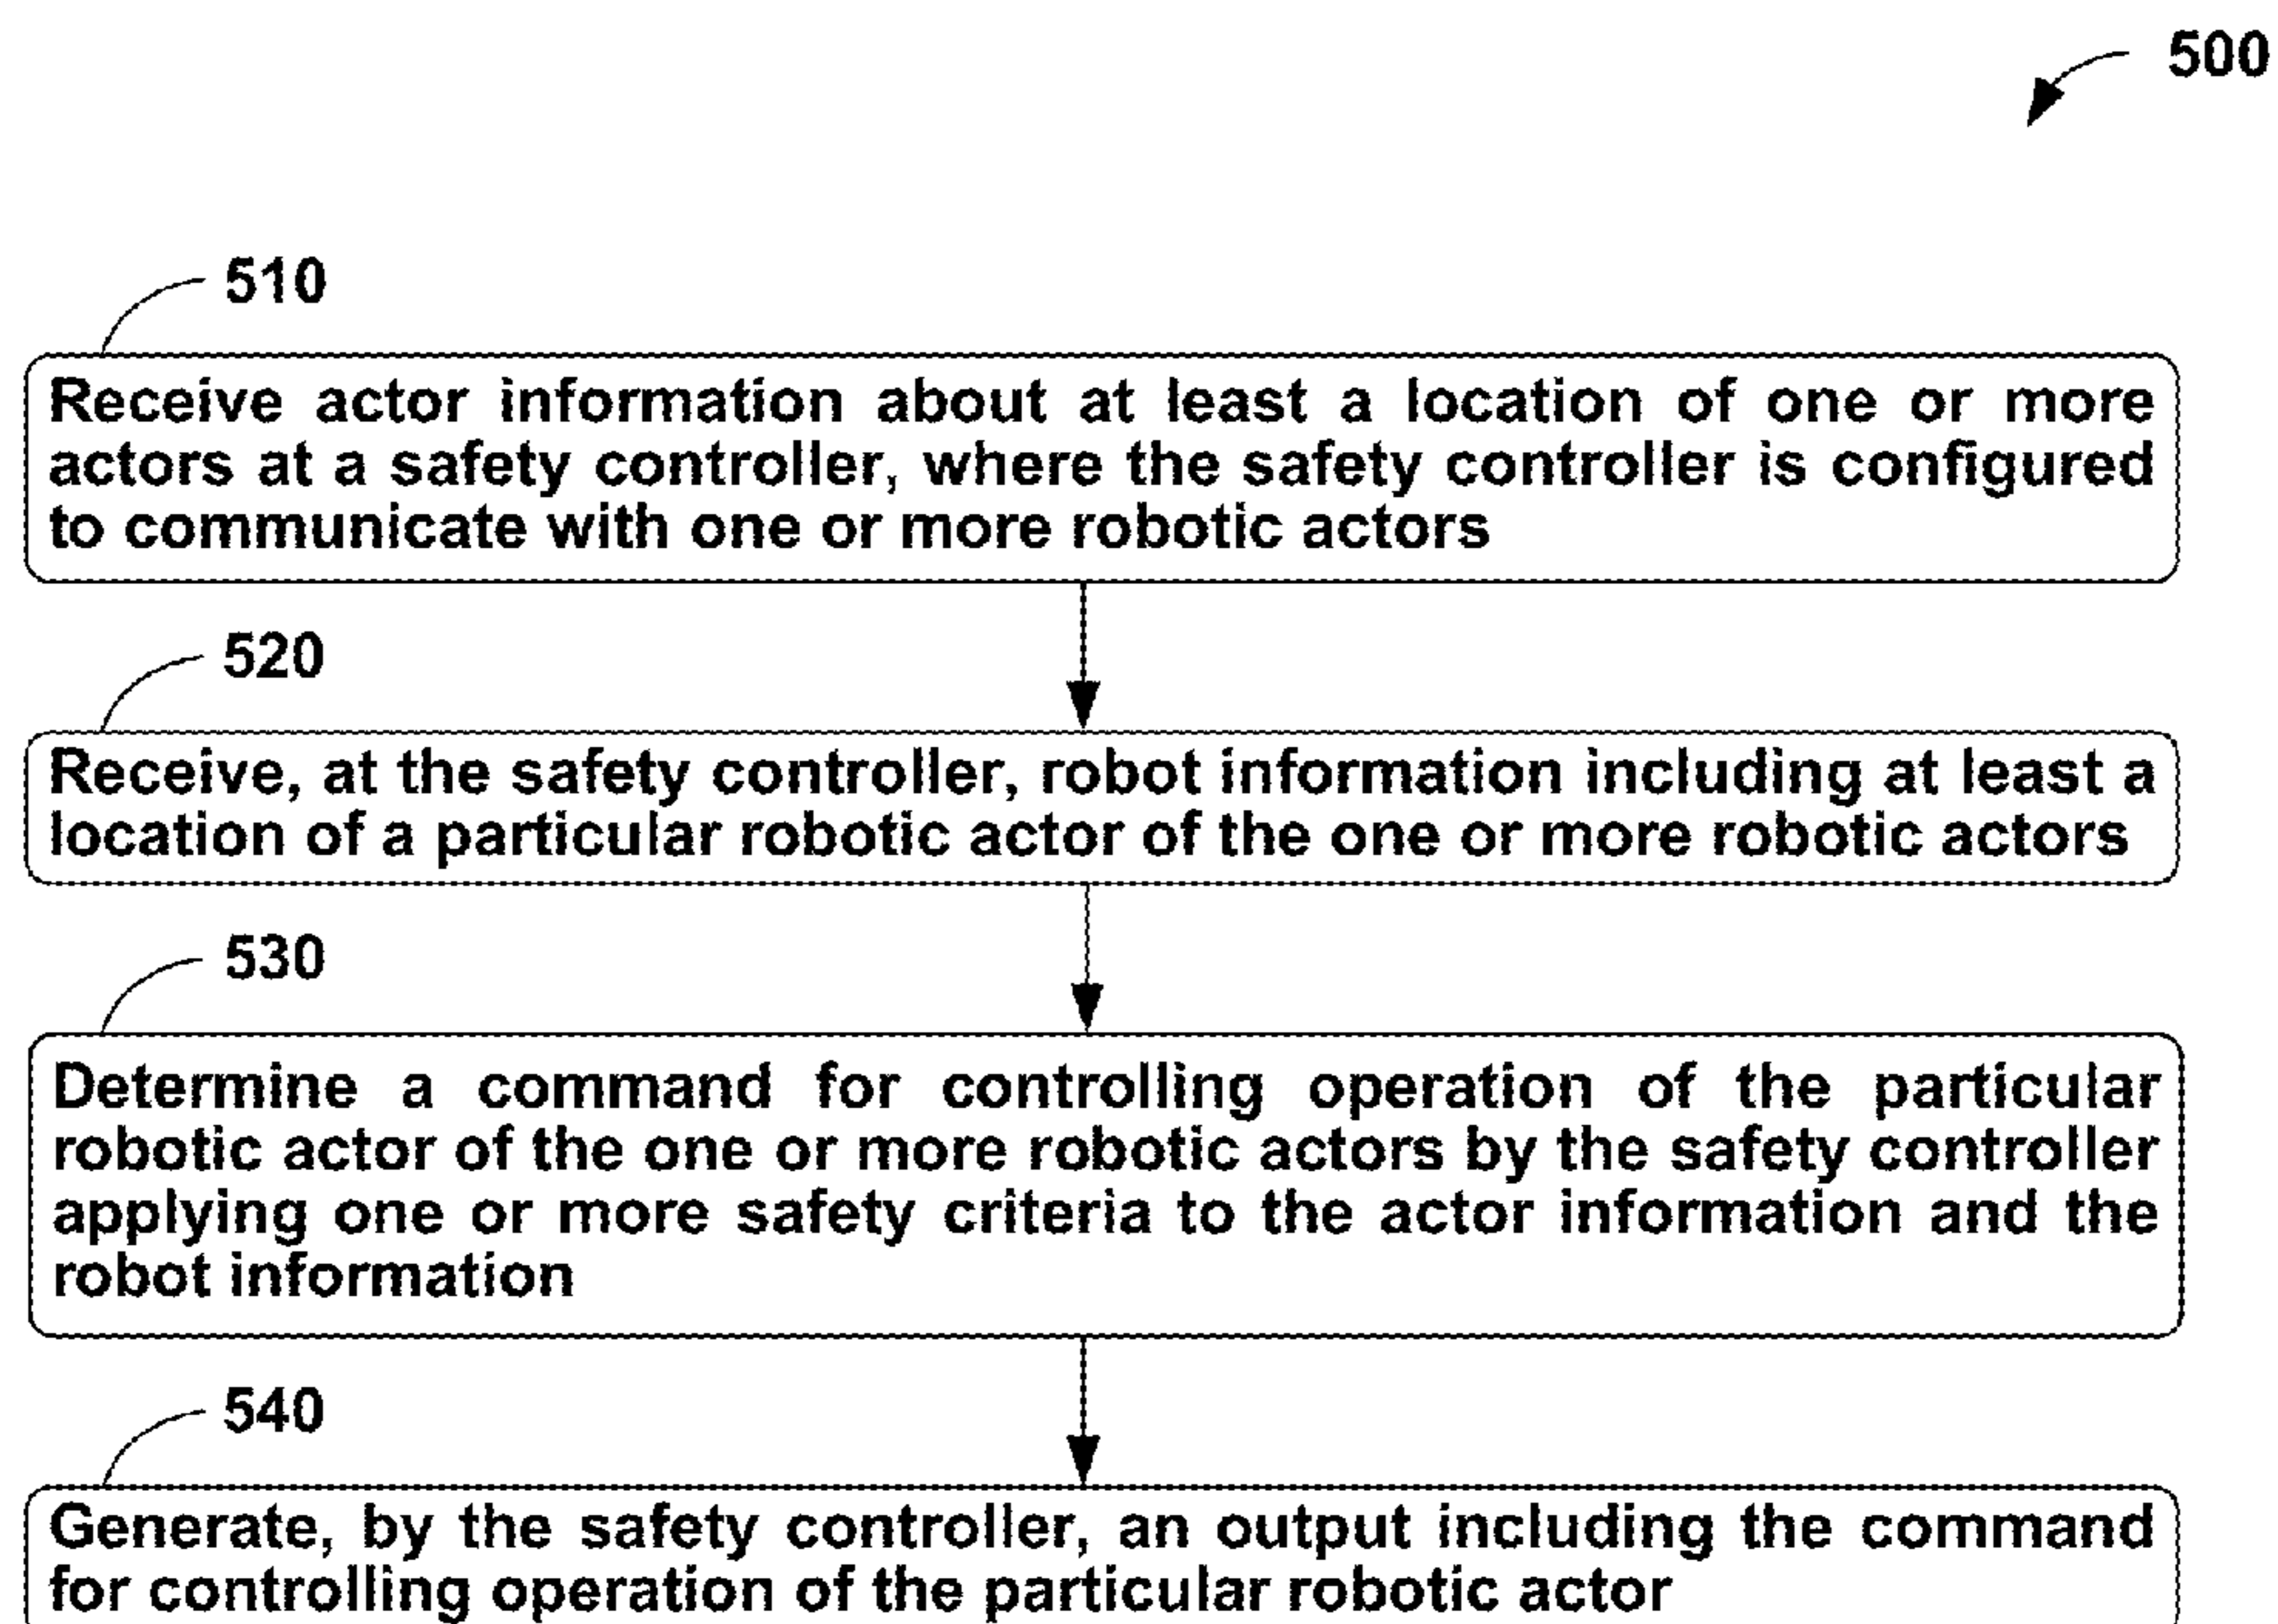 500
510
Receive actor information about at least a location of one or more
actors at a safety controller, where the safety controller is configured
to communicate with one or more robotic actors
520
Receive, at the safety controller, robot information including at least a
location of a particular robotic actor of the one or more robotic actors
530
Determine a command for controlling operation of the particular
robotic actor of the one or more robotic actors by the safety controller
applying one or more safety criteria to the actor information and the
robot information
540
Generate, by the safety controller, an output including the command
for controlling operation of the particular robotic actor